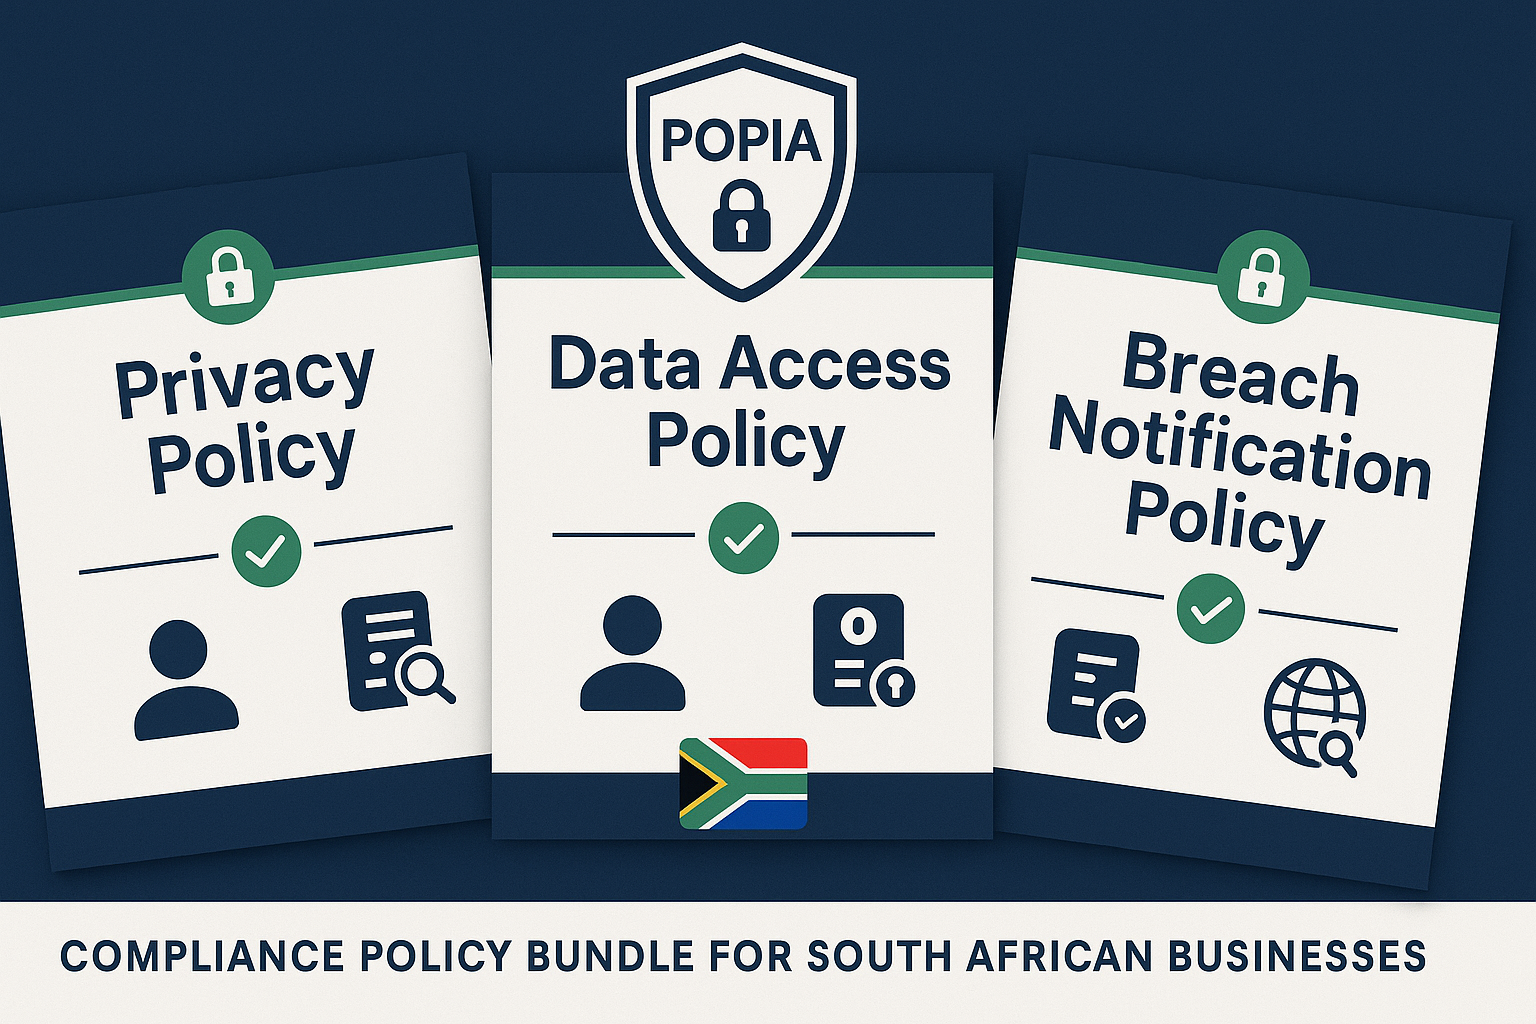 POPIA
Privacy
Policy
Data Access
Policy
Breach
Notification
Policy
COMPLIANCE POLICY BUNDLE FOR SOUTH AFRICAN BUSINESSES